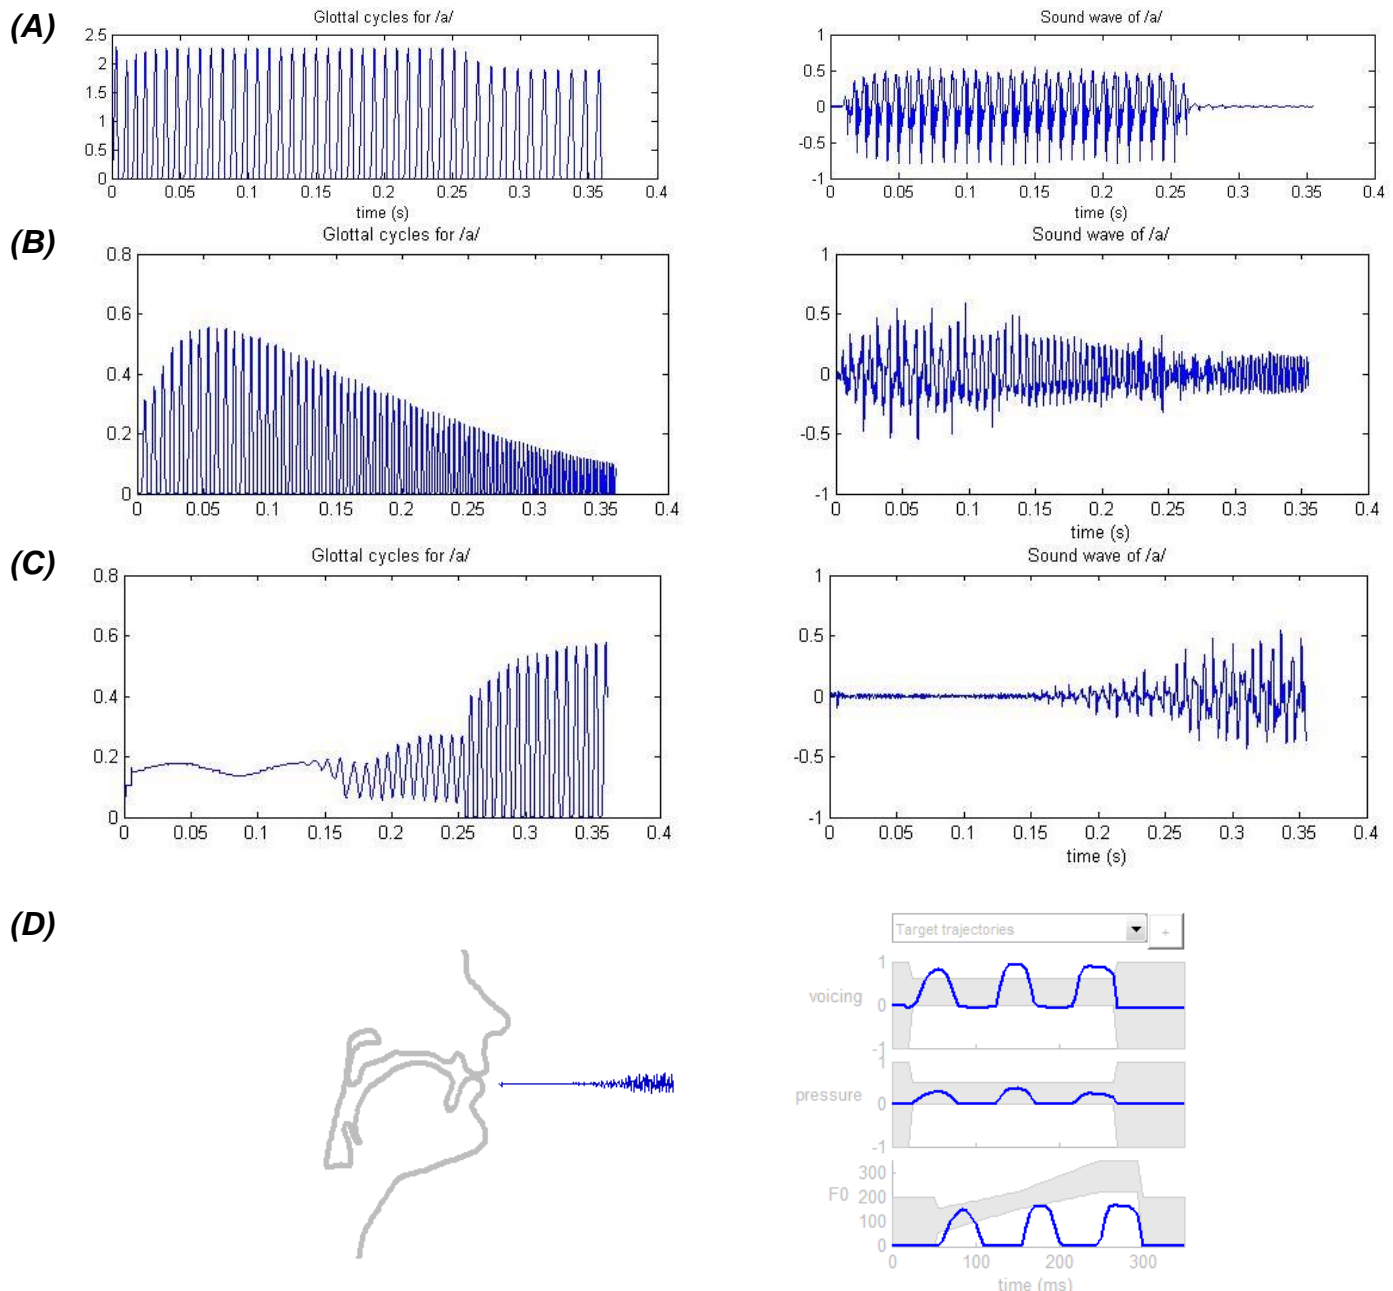 (A)
Glottal cycles for /a/
2.5
2
1.5
1
0.5
0
0 0.05 0.1 0.15 0.2 0.25 0.3 0.35 0.4
time (s)
Sound wave of /a/
1
0.5
0
-0.5
-1
0 0.05 0.1 0.15 0.2 0.25 0.3 0.35 0.4
time (s)
(B)
Glottal cycles for /a/
0.8
0.6
0.4
0.2
0
0 0.05 0.1 0.15 0.2 0.25 0.3 0.35 0.4
Sound wave of /a/
1
0.5
0
-0.5
-1
0 0.05 0.1 0.15 0.2 0.25 0.3 0.35 0.4
time (s)
(C)
Glottal cycles for /a/
0.8
0.6
0.4
0.2
0
0 0.05 0.1 0.15 0.2 0.25 0.3 0.35 0.4
Sound wave of /a/
1
0.5
0
-0.5
-1
0 0.05 0.1 0.15 0.2 0.25 0.3 0.35 0.4
time (s)
(D)
Target trajectories
+
voicing
1
0
-1
pressure
1
0
-1
F0
300
200
100
0
0 100 200 300
time (ms)